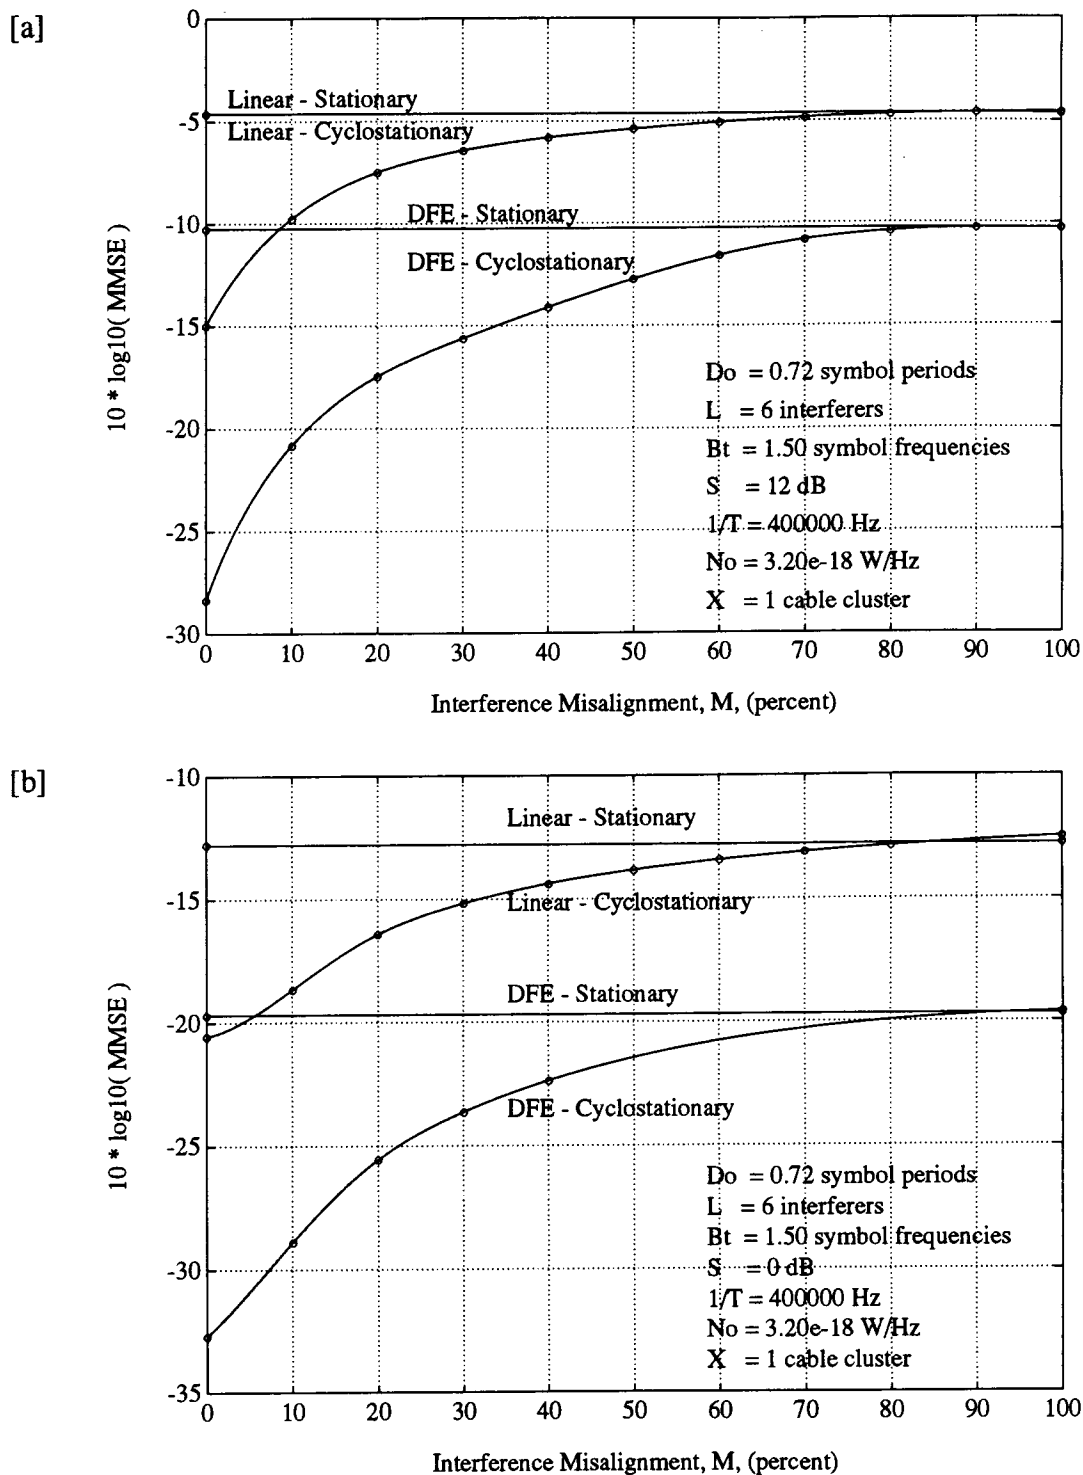 [a]
0
-5
-10
-15
-20
-25
-30
10 * log10( MMSE )
Linear - Stationary
Linear - Cyclostationary
DFE - Stationary
DFE - Cyclostationary
Do = 0.72 symbol periods
L = 6 interferers
Bt = 1.50 symbol frequencies
S = 12 dB
1/T = 400000 Hz
No = 3.20e-18 W/Hz
X = 1 cable cluster
0 10 20 30 40 50 60 70 80 90 100
Interference Misalignment, M, (percent)
[b]
-10
-15
-20
-25
-30
-35
10 * log10( MMSE )
Linear - Stationary
Linear - Cyclostationary
DFE - Stationary
DFE - Cyclostationary
Do = 0.72 symbol periods
L = 6 interferers
Bt = 1.50 symbol frequencies
S = 0 dB
1/T = 400000 Hz
No = 3.20e-18 W/Hz
X = 1 cable cluster
0 10 20 30 40 50 60 70 80 90 100
Interference Misalignment, M, (percent)